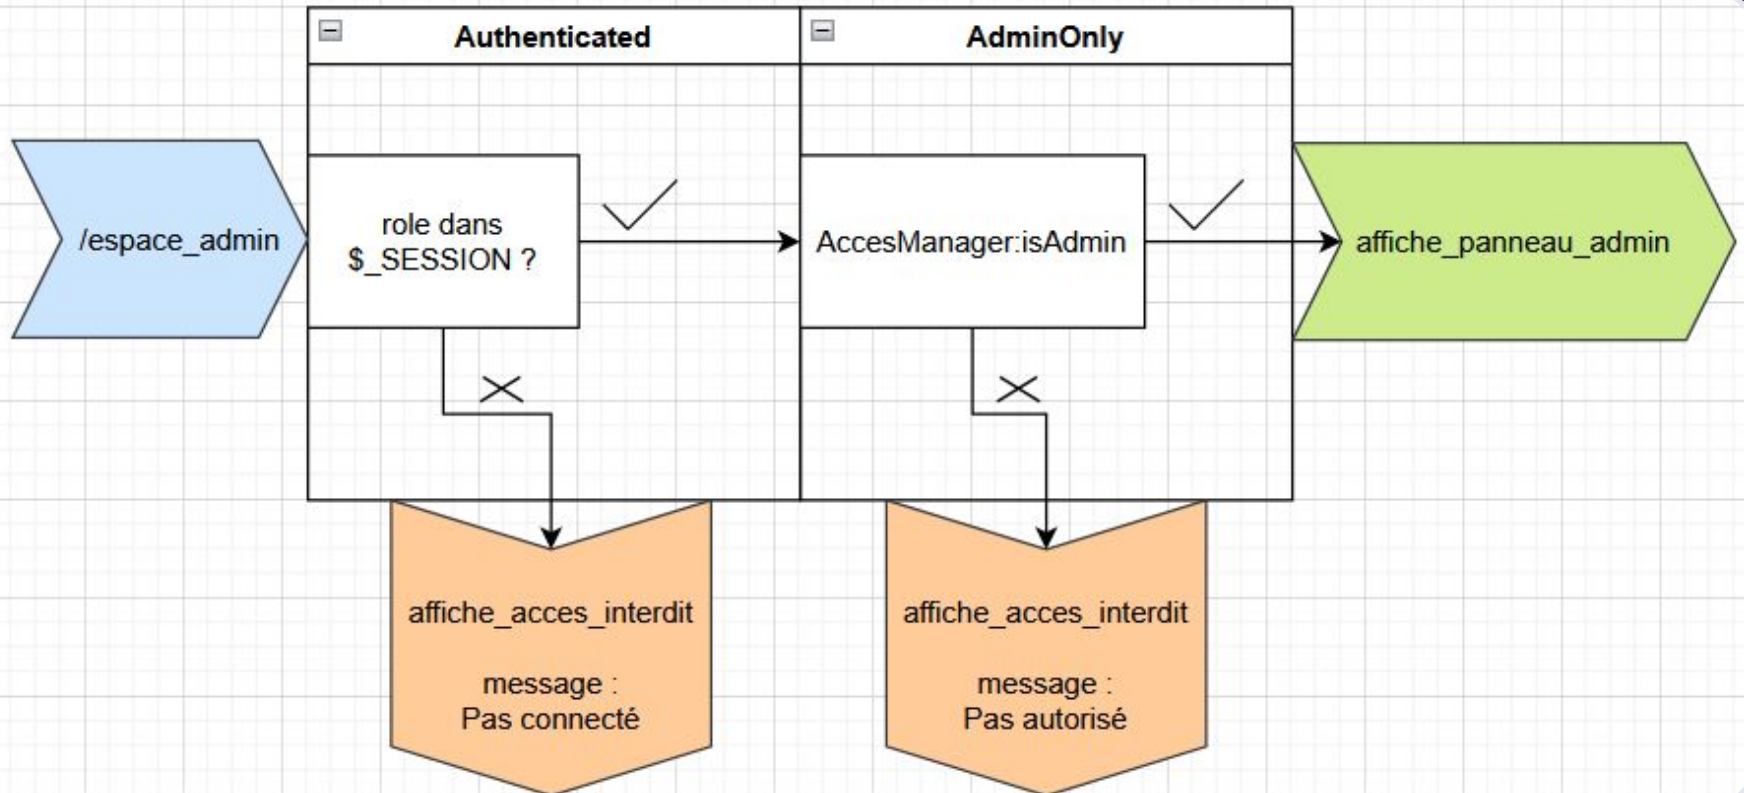 Authenticated
AdminOnly
/espace_admin
role dans
$_SESSION ?
AccesManager:isAdmin
affiche_panneau_admin
affiche_acces_interdit
message :
Pas connecté
affiche_acces_interdit
message :
Pas autorisé